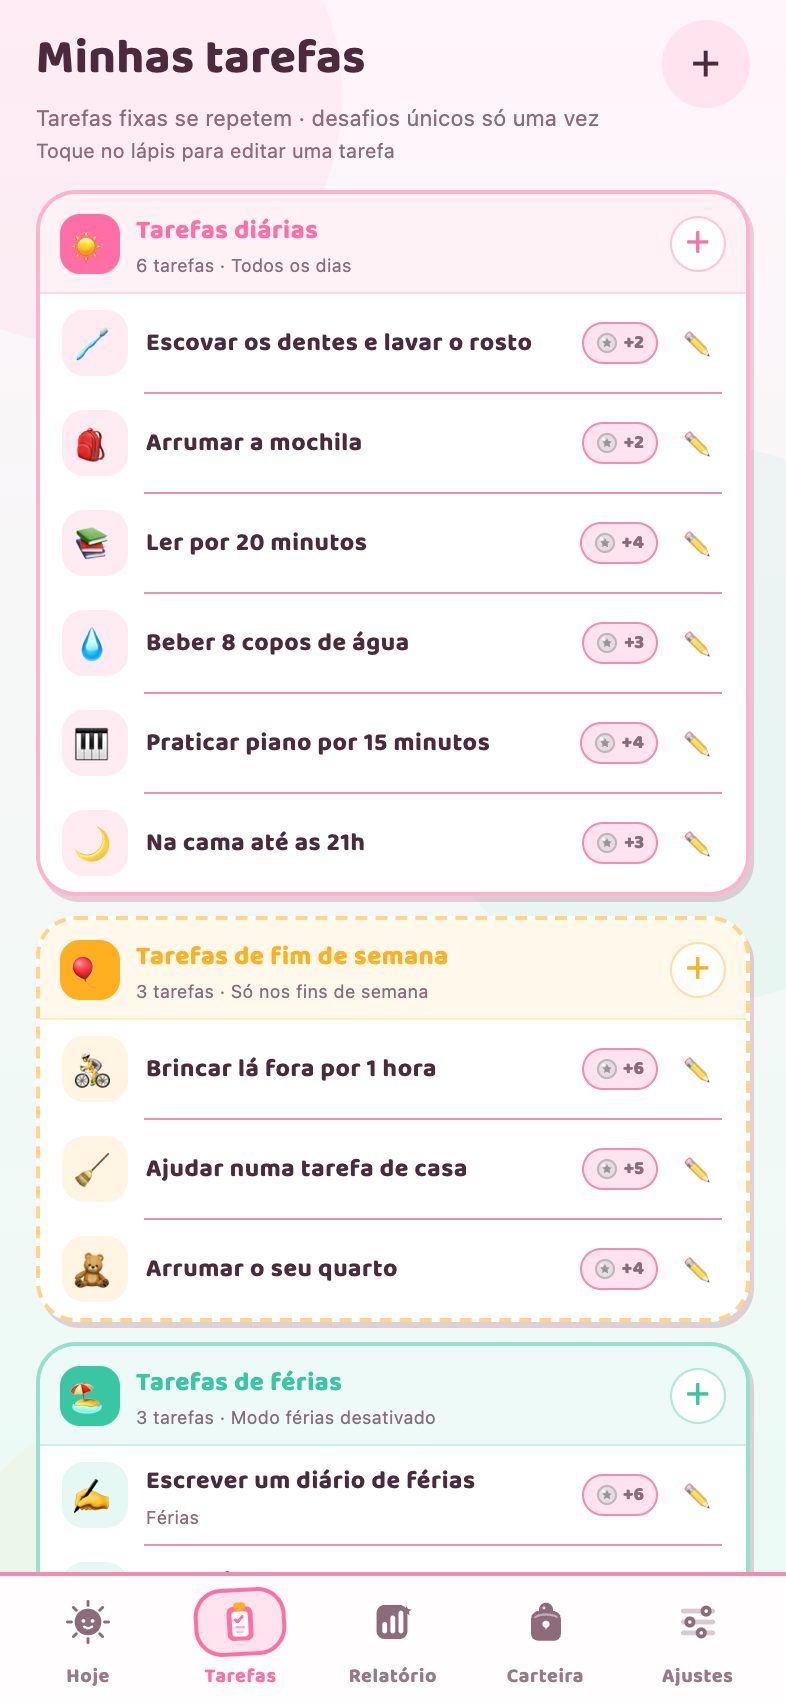 Minhas tarefas
Tarefas fixas se repetem · desafios únicos só uma vez
Toque no lápis para editar uma tarefa
Tarefas diárias
6 tarefas · Todos os dias
Escovar os dentes e lavar o rosto
+2
Arrumar a mochila
+2
Ler por 20 minutos
+4
Beber 8 copos de água
+3
Praticar piano por 15 minutos
+4
Na cama até as 21h
+3
Tarefas de fim de semana
3 tarefas · Só nos fins de semana
Brincar lá fora por 1 hora
+6
Ajudar numa tarefa de casa
+5
Arrumar o seu quarto
+4
Tarefas de férias
3 tarefas · Modo férias desativado
Escrever um diário de férias
+6
Férias
Hoje
Tarefas
Relatório
Carteira
Ajustes